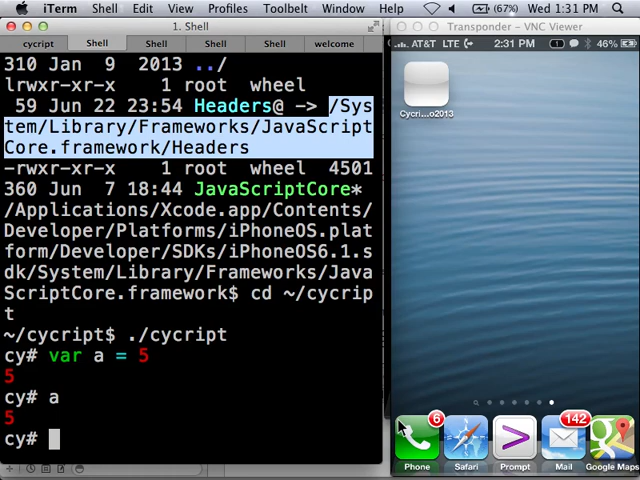 iTerm Shell Edit View Profiles Toolbelt Window Help (67%) Wed 1:31 PM
1. Shell
cycript Shell Shell Shell Shell welcome
310 Jan  9  2013 ../
lrwxr-xr-x   1 root  wheel
 59 Jun 22 23:54 Headers@ -> /Sys
tem/Library/Frameworks/JavaScript
Core.framework/Headers
-rwxr-xr-x   1 root  wheel  4501
360 Jun  7 18:44 JavaScriptCore*
/Applications/Xcode.app/Contents/
Developer/Platforms/iPhoneOS.plat
form/Developer/SDKs/iPhoneOS6.1.s
dk/System/Library/Frameworks/Java
ScriptCore.framework$ cd ~/cycrip
t
~/cycript$ ./cycript
cy# var a = 5
5
cy# a
5
cy#
Transponder - VNC Viewer
AT&T LTE 2:31 PM 1 46%
Cycri...o2013
6 142
Phone Safari Prompt Mail Google Maps